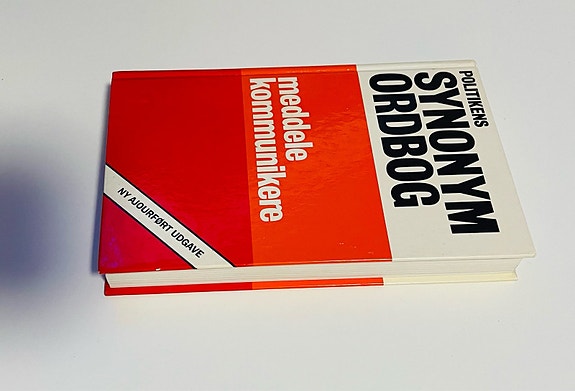 POLITIKENS
SYNONYM
ORDBOG
meddele
kommunikere
NY AJOURFØRT UDGAVE